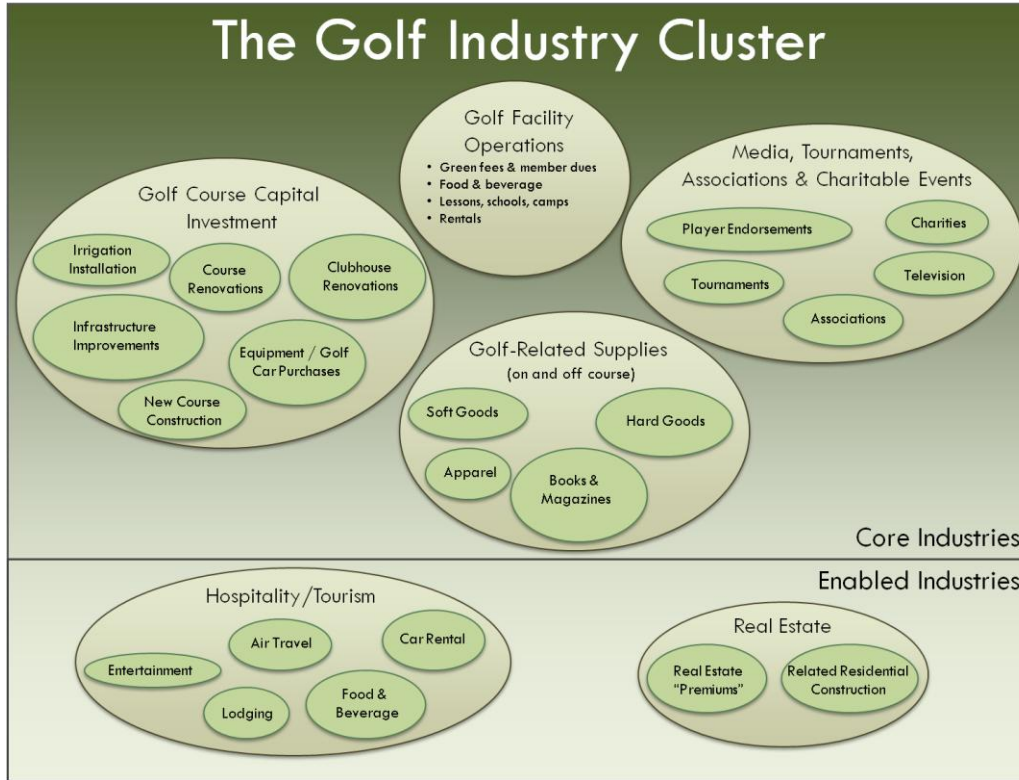 The Golf Industry Cluster
Golf Facility
Operations
• Green fees & member dues
• Food & beverage
• Lessons, schools, camps
• Rentals
Media, Tournaments,
Associations & Charitable Events
Player Endorsements
Charities
Tournaments
Television
Associations
Golf Course Capital
Investment
Irrigation
Installation
Course
Renovations
Clubhouse
Renovations
Infrastructure
Improvements
Equipment / Golf
Car Purchases
New Course
Construction
Golf-Related Supplies
(on and off course)
Soft Goods
Hard Goods
Apparel
Books &
Magazines
Core Industries
Enabled Industries
Hospitality/Tourism
Air Travel
Car Rental
Entertainment
Lodging
Food &
Beverage
Real Estate
Real Estate
"Premiums"
Related Residential
Construction